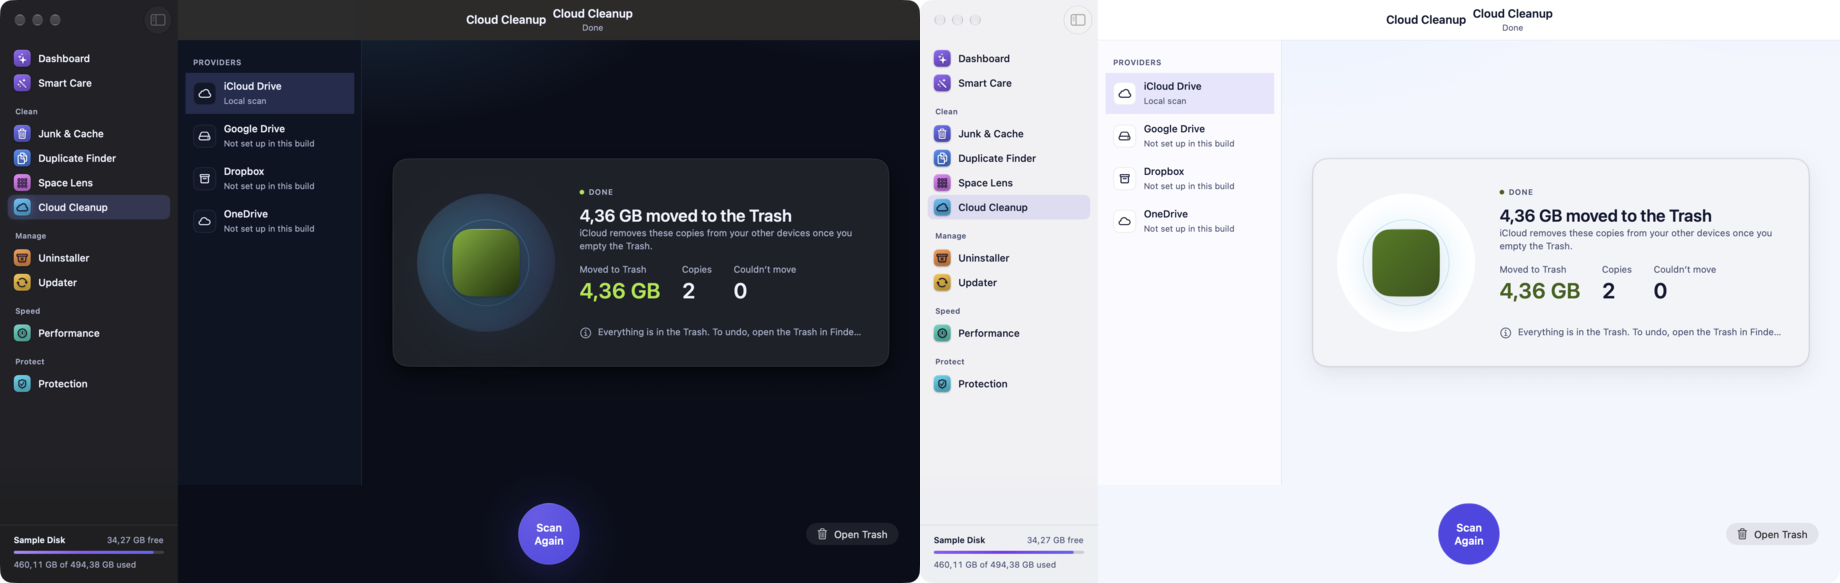 Cloud Cleanup
Cloud Cleanup
Done
Dashboard
Smart Care
Clean
Junk & Cache
Duplicate Finder
Space Lens
Cloud Cleanup
Manage
Uninstaller
Updater
Speed
Performance
Protect
Protection
Sample Disk 34,27 GB free
460,11 GB of 494,38 GB used
PROVIDERS
iCloud Drive
Local scan
Google Drive
Not set up in this build
Dropbox
Not set up in this build
OneDrive
Not set up in this build
DONE
4,36 GB moved to the Trash
iCloud removes these copies from your other devices once you
empty the Trash.
Moved to Trash Copies Couldn't move
4,36 GB 2 0
Everything is in the Trash. To undo, open the Trash in Finde...
Scan
Again
Open Trash
Cloud Cleanup
Cloud Cleanup
Done
Dashboard
Smart Care
Clean
Junk & Cache
Duplicate Finder
Space Lens
Cloud Cleanup
Manage
Uninstaller
Updater
Speed
Performance
Protect
Protection
Sample Disk 34,27 GB free
460,11 GB of 494,38 GB used
PROVIDERS
iCloud Drive
Local scan
Google Drive
Not set up in this build
Dropbox
Not set up in this build
OneDrive
Not set up in this build
DONE
4,36 GB moved to the Trash
iCloud removes these copies from your other devices once you
empty the Trash.
Moved to Trash Copies Couldn't move
4,36 GB 2 0
Everything is in the Trash. To undo, open the Trash in Finde...
Scan
Again
Open Trash